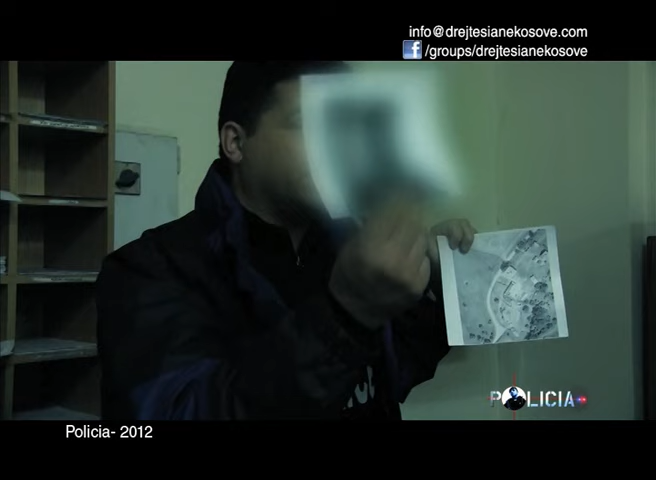 info@drejtesianekosove.com
f /groups/drejtesianekosove
POLICIA
Policia- 2012